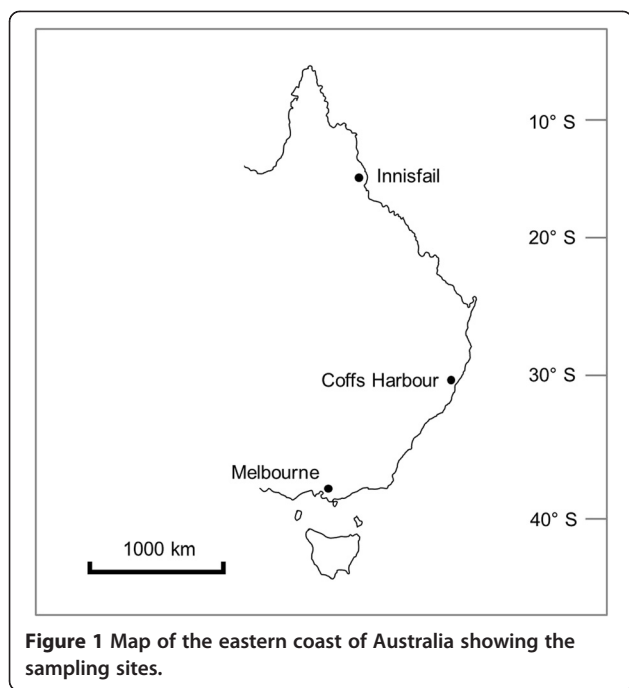 10° S
Innisfail
20° S
Coffs Harbour
30° S
Melbourne
40° S
1000 km
Figure 1 Map of the eastern coast of Australia showing the
sampling sites.